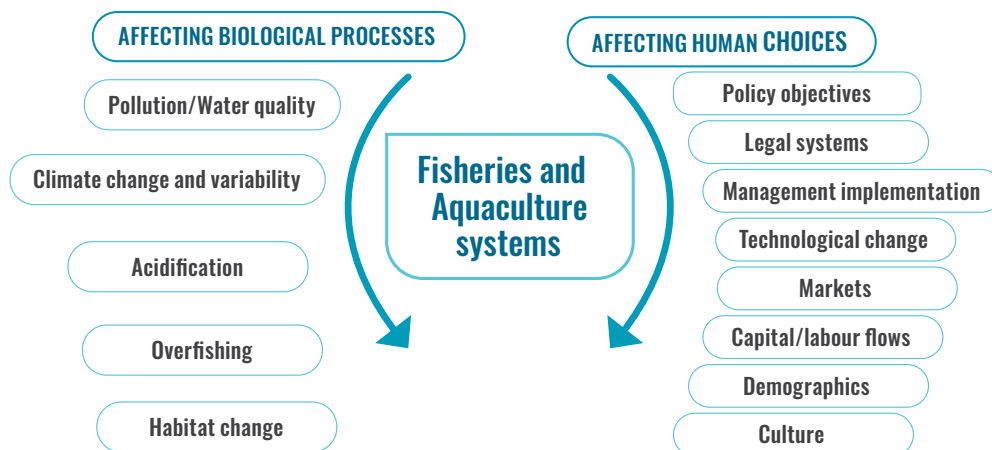 AFFECTING BIOLOGICAL PROCESSES
Pollution/Water quality
Climate change and variability
Acidification
Overfishing
Habitat change
Fisheries and
Aquaculture
systems
AFFECTING HUMAN CHOICES
Policy objectives
Legal systems
Management implementation
Technological change
Markets
Capital/labour flows
Demographics
Culture